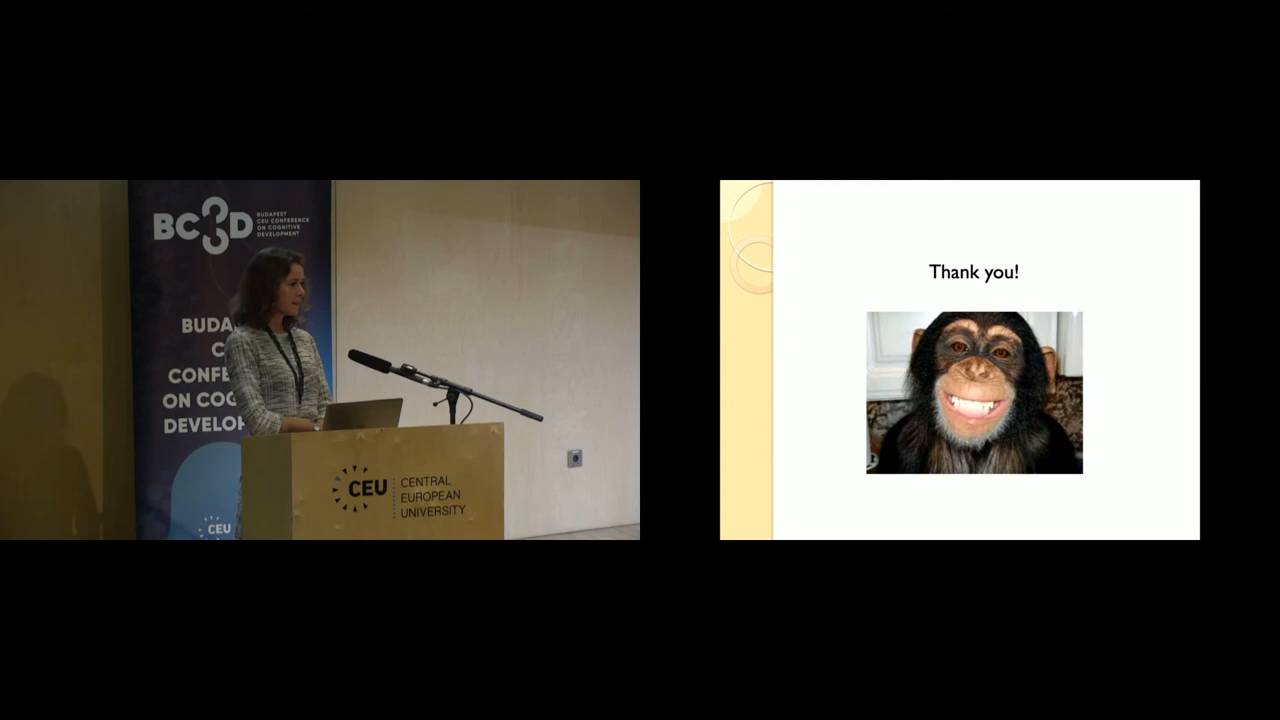 BC3D
BUDAPEST
CEU CONFERENCE
ON COGNITIVE
DEVELOPMENT
BUDA
C
CONFE
ON COG
DEVELOP
CEU
CEU
CENTRAL
EUROPEAN
UNIVERSITY
Thank you!